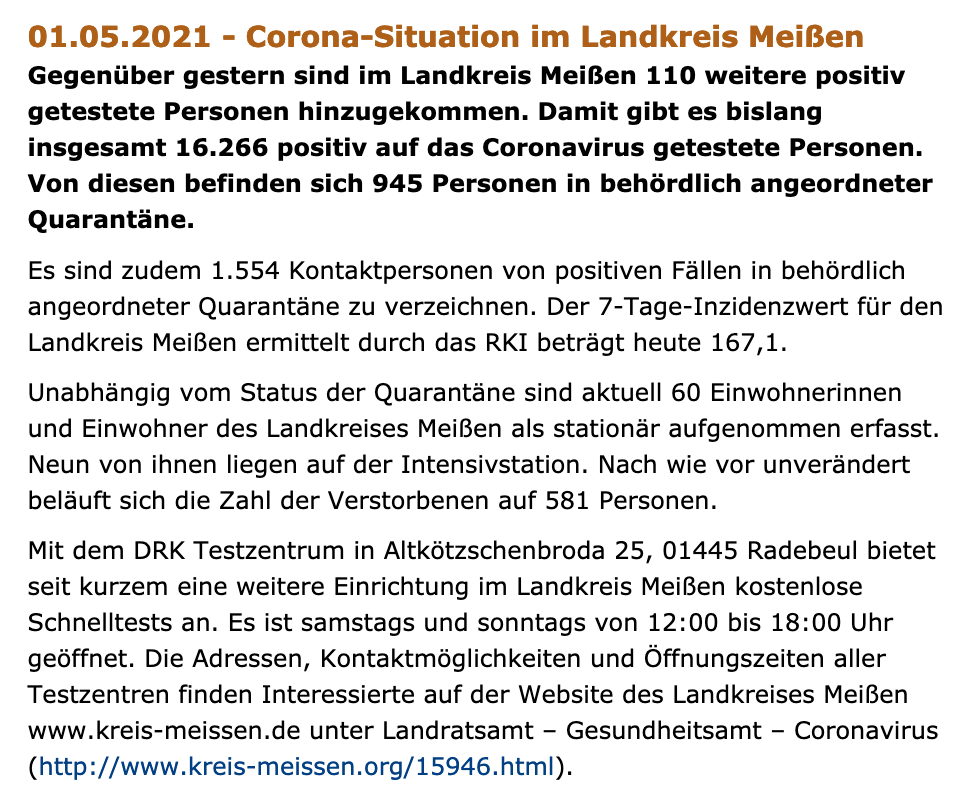 01.05.2021 - Corona-Situation im Landkreis Meißen
Gegenüber gestern sind im Landkreis Meißen 110 weitere positiv
getestete Personen hinzugekommen. Damit gibt es bislang
insgesamt 16.266 positiv auf das Coronavirus getestete Personen.
Von diesen befinden sich 945 Personen in behördlich angeordneter
Quarantäne.
Es sind zudem 1.554 Kontaktpersonen von positiven Fällen in behördlich
angeordneter Quarantäne zu verzeichnen. Der 7-Tage-Inzidenzwert für den
Landkreis Meißen ermittelt durch das RKI beträgt heute 167,1.
Unabhängig vom Status der Quarantäne sind aktuell 60 Einwohnerinnen
und Einwohner des Landkreises Meißen als stationär aufgenommen erfasst.
Neun von ihnen liegen auf der Intensivstation. Nach wie vor unverändert
beläuft sich die Zahl der Verstorbenen auf 581 Personen.
Mit dem DRK Testzentrum in Altkötzschenbroda 25, 01445 Radebeul bietet
seit kurzem eine weitere Einrichtung im Landkreis Meißen kostenlose
Schnelltests an. Es ist samstags und sonntags von 12:00 bis 18:00 Uhr
geöffnet. Die Adressen, Kontaktmöglichkeiten und Öffnungszeiten aller
Testzentren finden Interessierte auf der Website des Landkreises Meißen
www.kreis-meissen.de unter Landratsamt – Gesundheitsamt – Coronavirus
(http://www.kreis-meissen.org/15946.html).